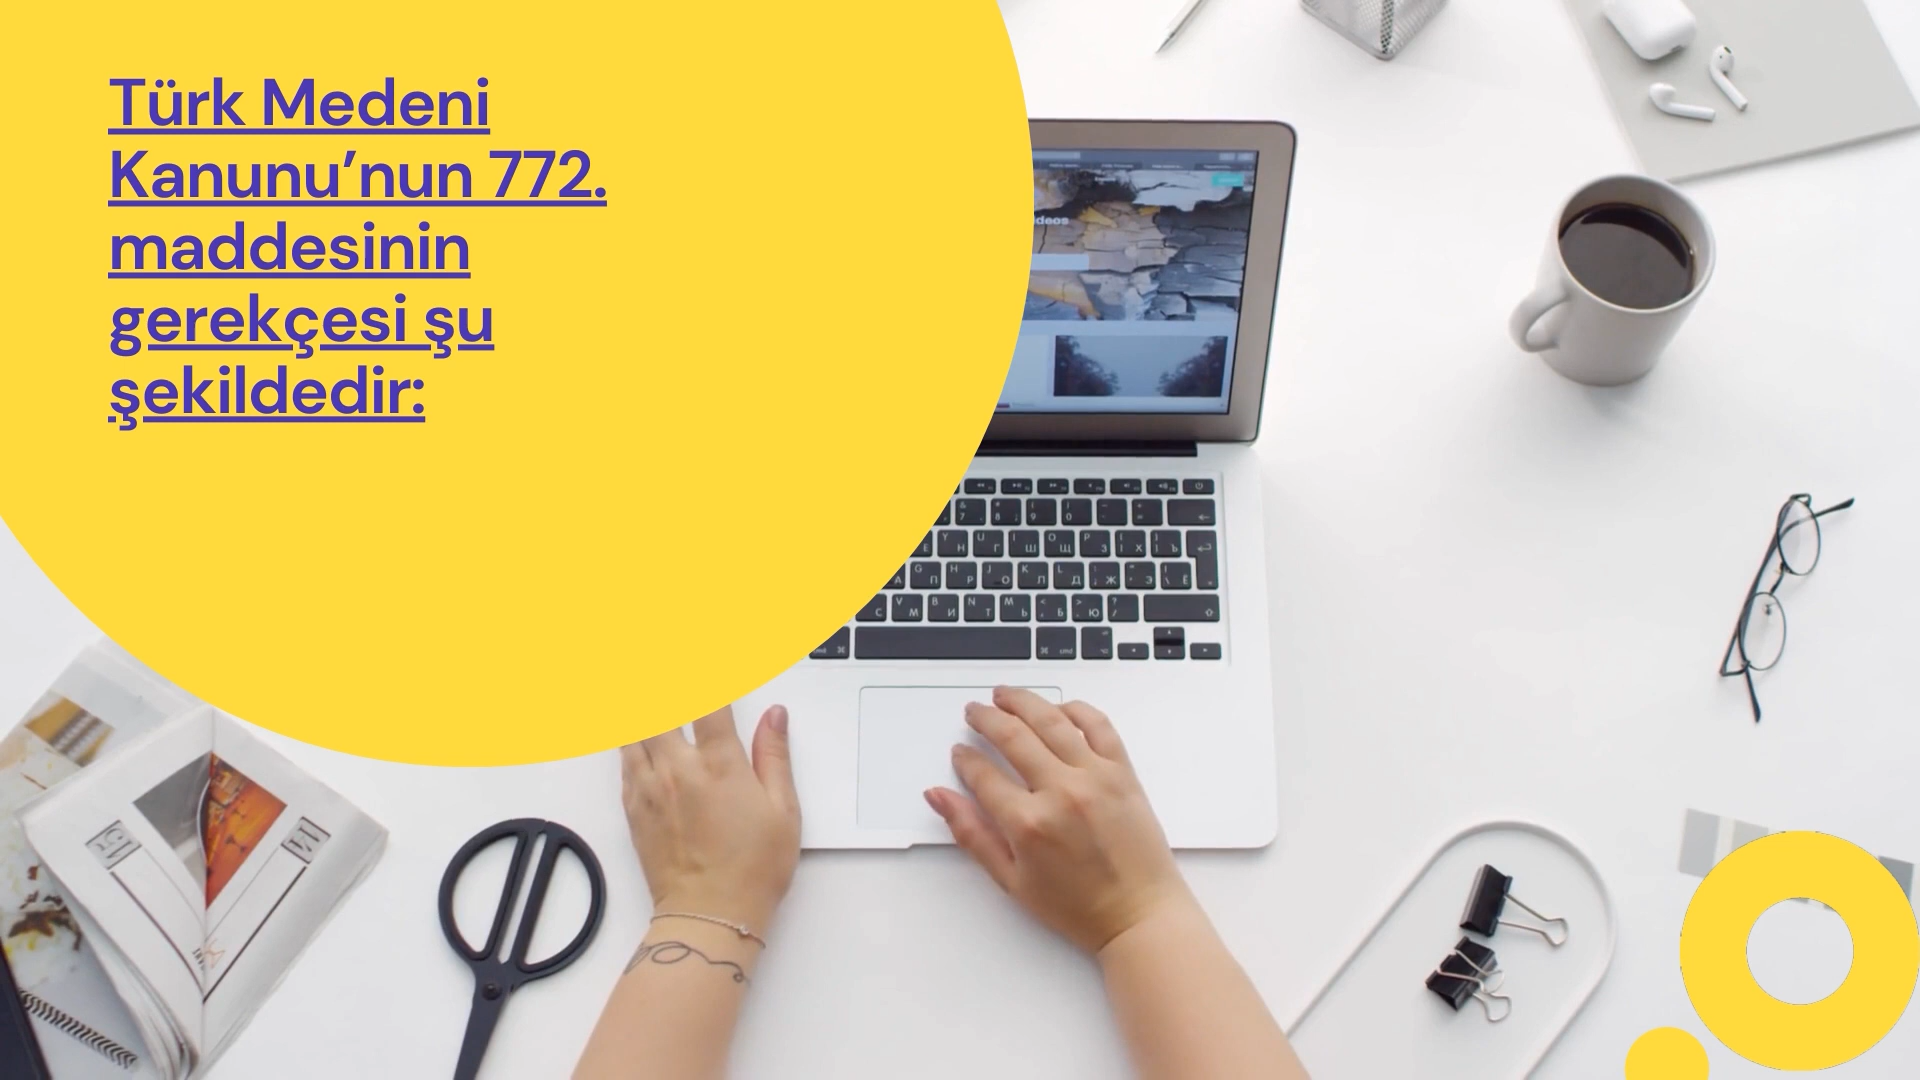 Türk Medeni
Kanunu’nun 772.
maddesinin
gerekçesi şu
şekildedir: